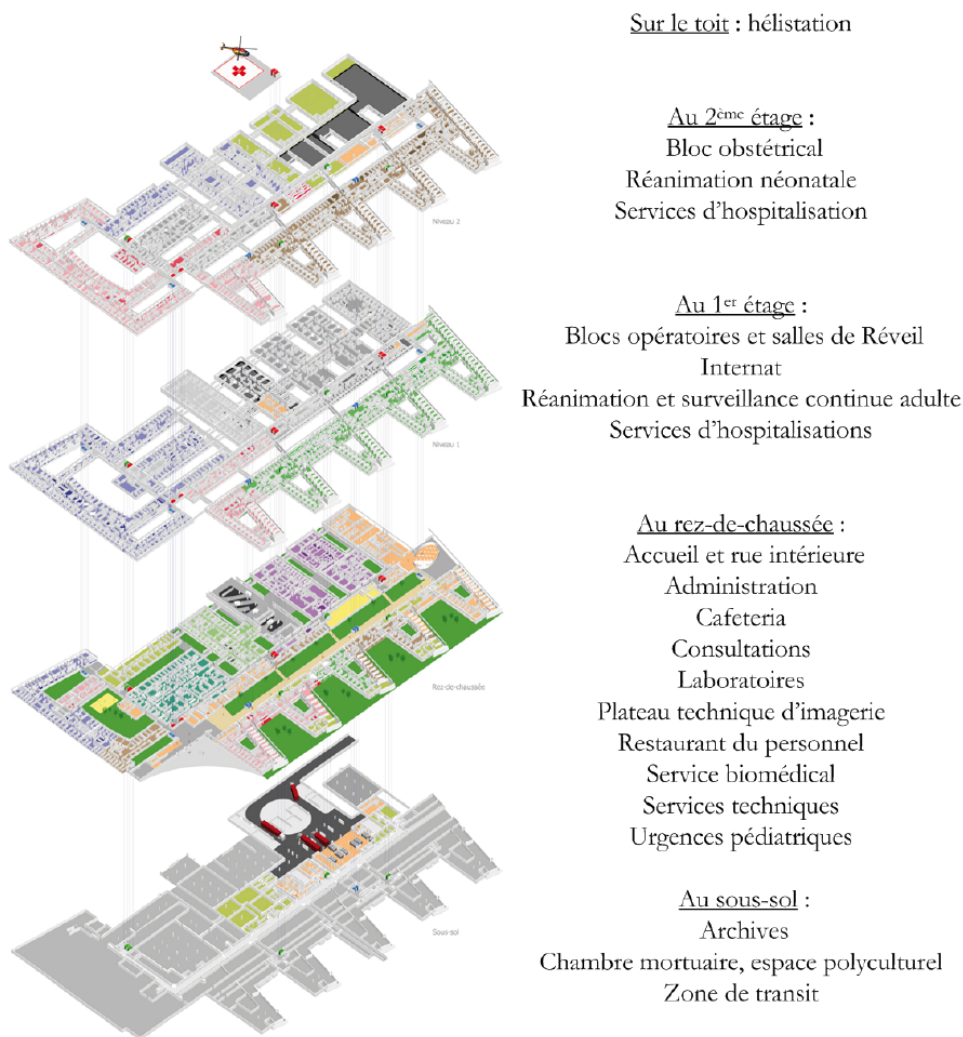 Sur le toit : hélistation
Au 2ème étage :
Bloc obstétrical
Réanimation néonatale
Services d'hospitalisation
Niveau 2
Au 1er étage :
Blocs opératoires et salles de Réveil
Internat
Réanimation et surveillance continue adulte
Services d'hospitalisations
Niveau 1
Au rez-de-chaussée :
Accueil et rue intérieure
Administration
Cafeteria
Consultations
Laboratoires
Plateau technique d'imagerie
Restaurant du personnel
Service biomédical
Services techniques
Urgences pédiatriques
Rez-de-chaussée
Au sous-sol :
Archives
Chambre mortuaire, espace polyculturel
Zone de transit
Sous-sol